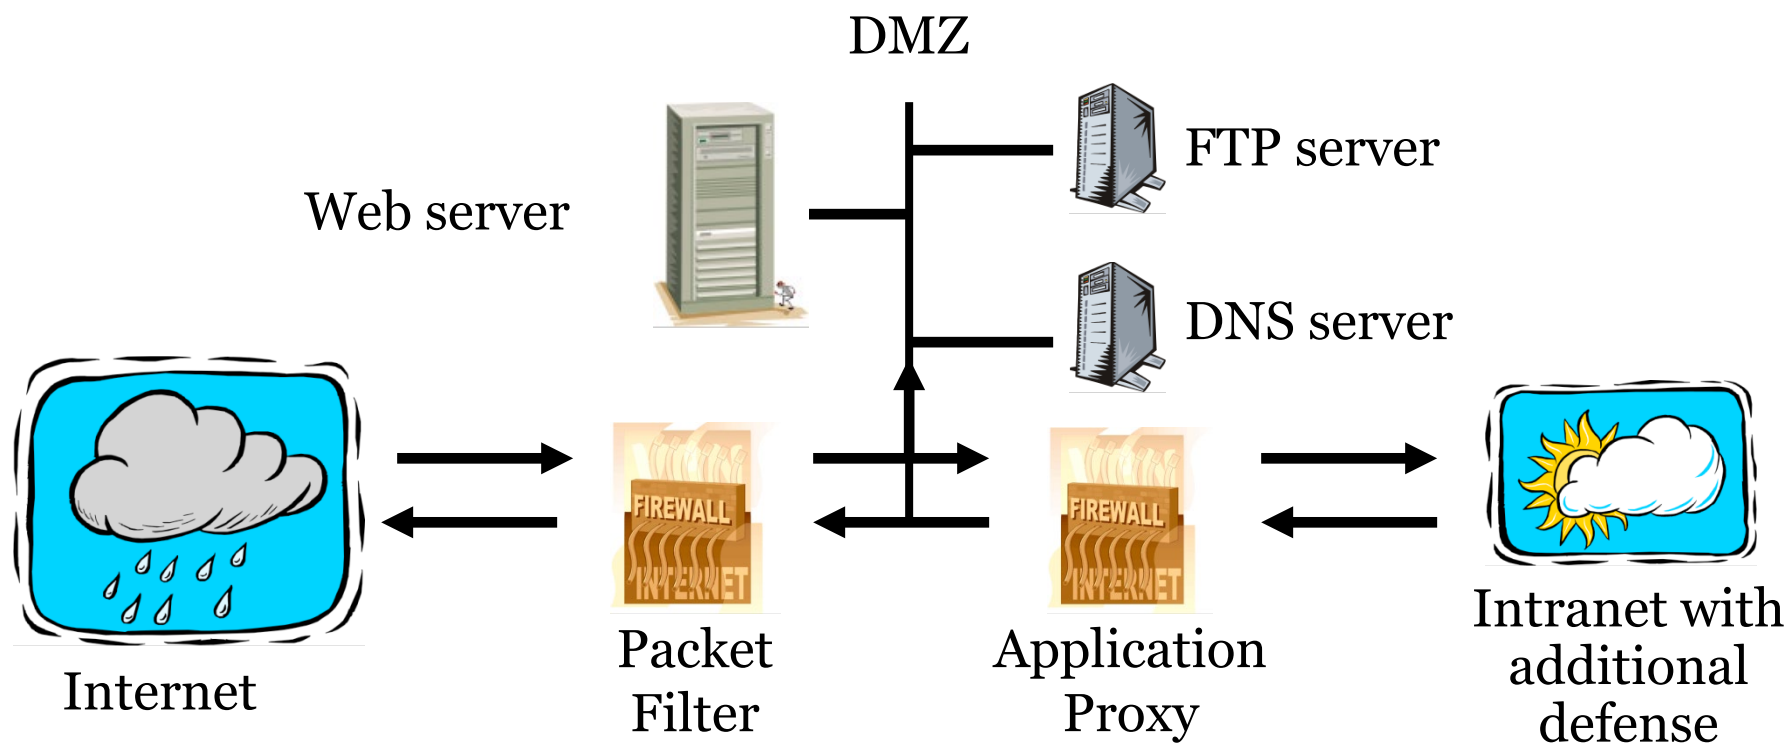 DMZ
FTP server
Web server
DNS server
FIREWALL
INTERNET
FIREWALL
INTERNET
Internet
Packet
Filter
Application
Proxy
Intranet with
additional
defense